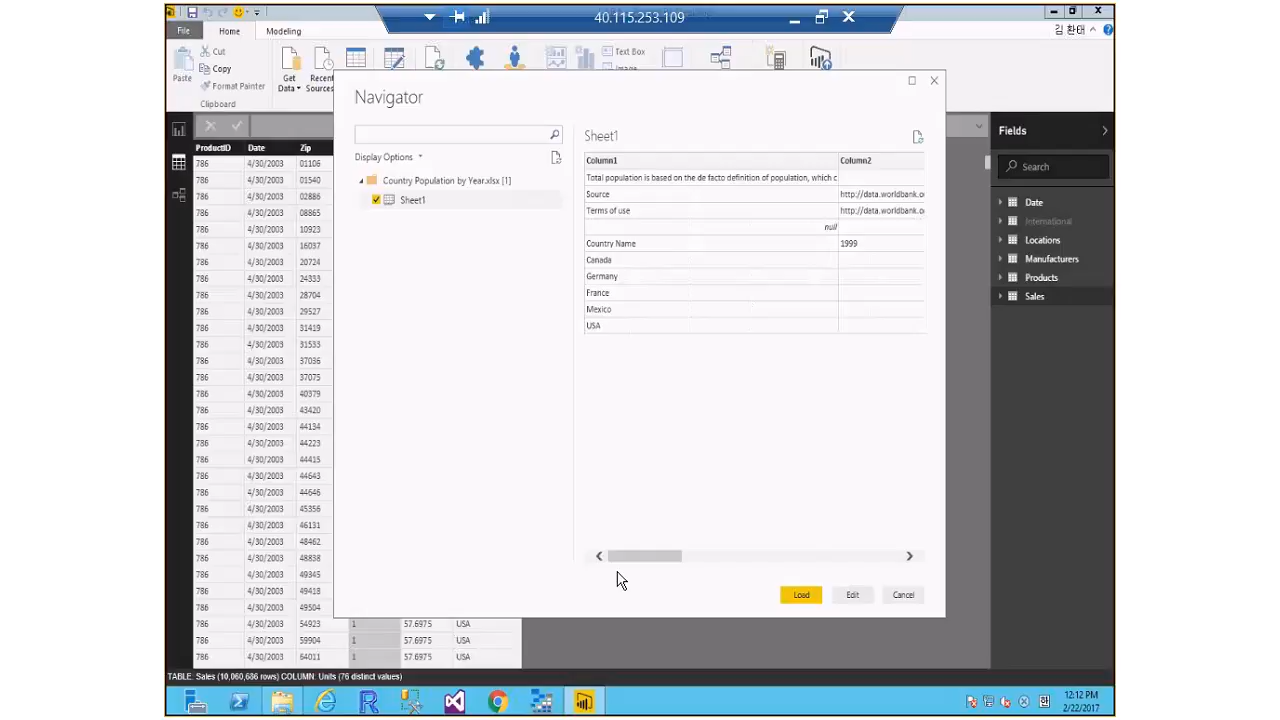 40.115.253.109
File
Home
Modeling
김 환태
Cut
Copy
Format Painter
Paste
Clipboard
Get
Data
Recent
Sources
Text Box
Image
Navigator
Display Options
Country Population by Year.xlsx [1]
Sheet1
Sheet1
Column1 Column2
Total population is based on the de facto definition of population, which c
Source http://data.worldbank.o
Terms of use http://data.worldbank.o
null
Country Name 1999
Canada
Germany
France
Mexico
USA
Load
Edit
Cancel
Fields
Search
Date
International
Locations
Manufacturers
Products
Sales
ProductID Date Zip
786 4/30/2003 01106
786 4/30/2003 01540
786 4/30/2003 02886
786 4/30/2003 08865
786 4/30/2003 10923
786 4/30/2003 16037
786 4/30/2003 20724
786 4/30/2003 24333
786 4/30/2003 28704
786 4/30/2003 29527
786 4/30/2003 31419
786 4/30/2003 31533
786 4/30/2003 37036
786 4/30/2003 37075
786 4/30/2003 40379
786 4/30/2003 43420
786 4/30/2003 44134
786 4/30/2003 44223
786 4/30/2003 44415
786 4/30/2003 44643
786 4/30/2003 44646
786 4/30/2003 45356
786 4/30/2003 46131
786 4/30/2003 48462
786 4/30/2003 48838
786 4/30/2003 49345
786 4/30/2003 49418
786 4/30/2003 49504
786 4/30/2003 54923 1 57.6975 USA
786 4/30/2003 59904 1 57.6975 USA
786 4/30/2003 64011 1 57.6975 USA
TABLE: Sales (10,060,686 rows) COLUMN: Units (76 distinct values)
12:12 PM
2/22/2017